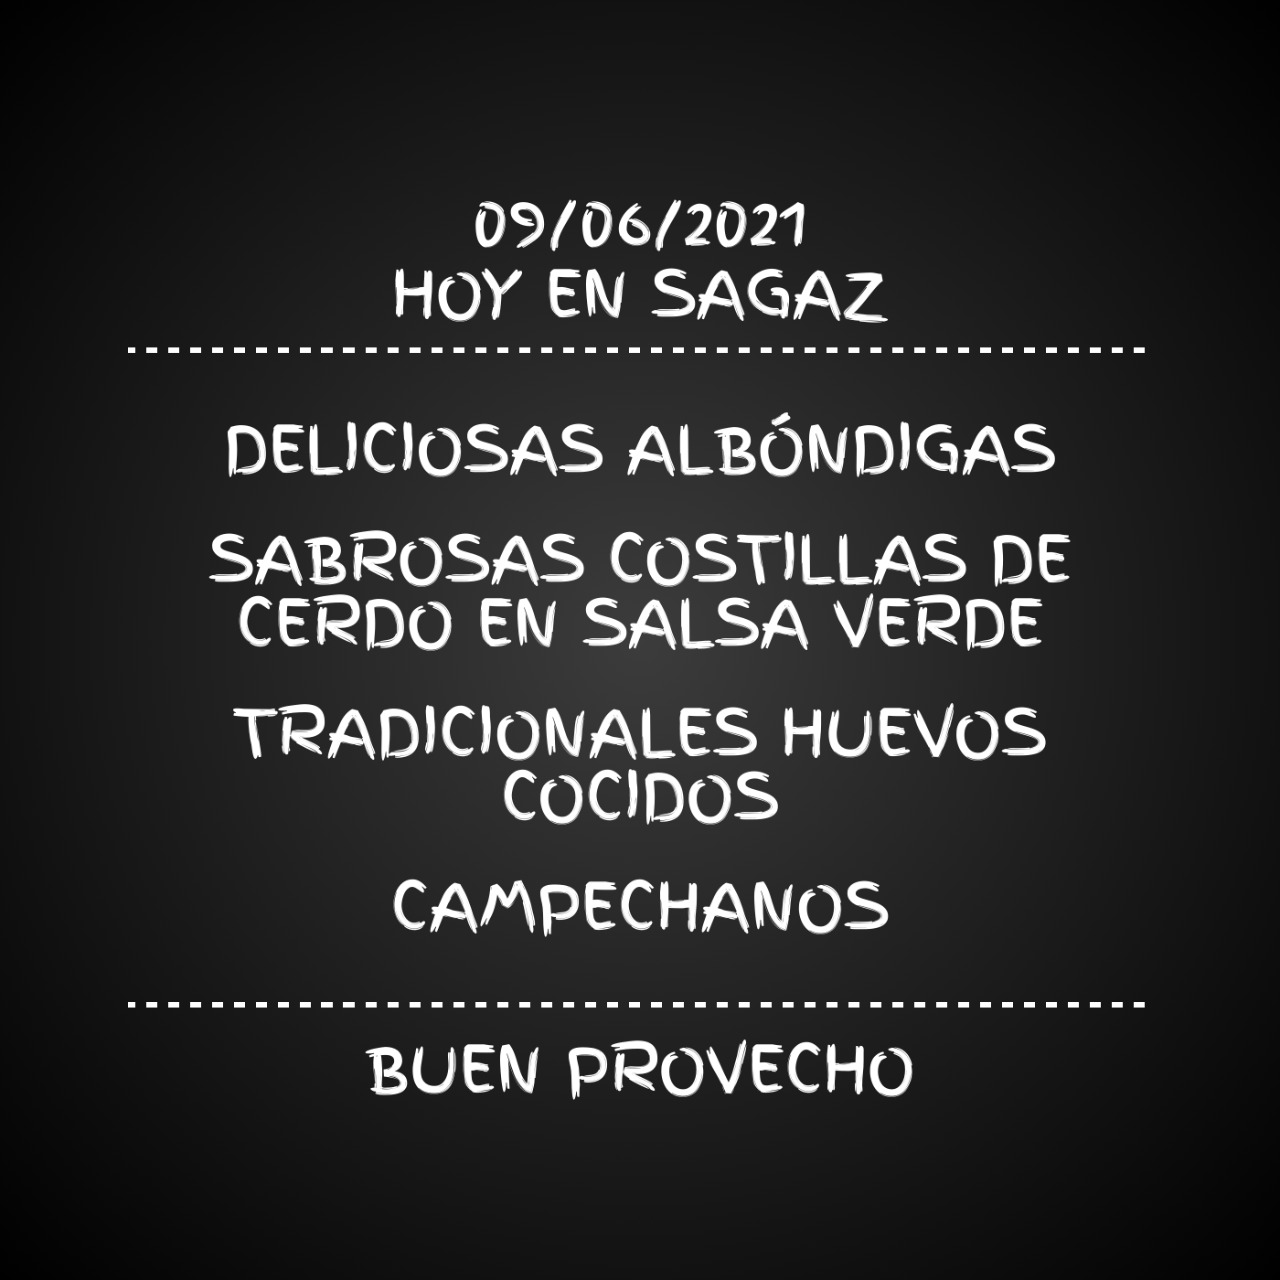 09/06/2021
HOY EN SAGAZ
DELICIOSAS ALBÓNDIGAS
SABROSAS COSTILLAS DE
CERDO EN SALSA VERDE
TRADICIONALES HUEVOS
COCIDOS
CAMPECHANOS
BUEN PROVECHO